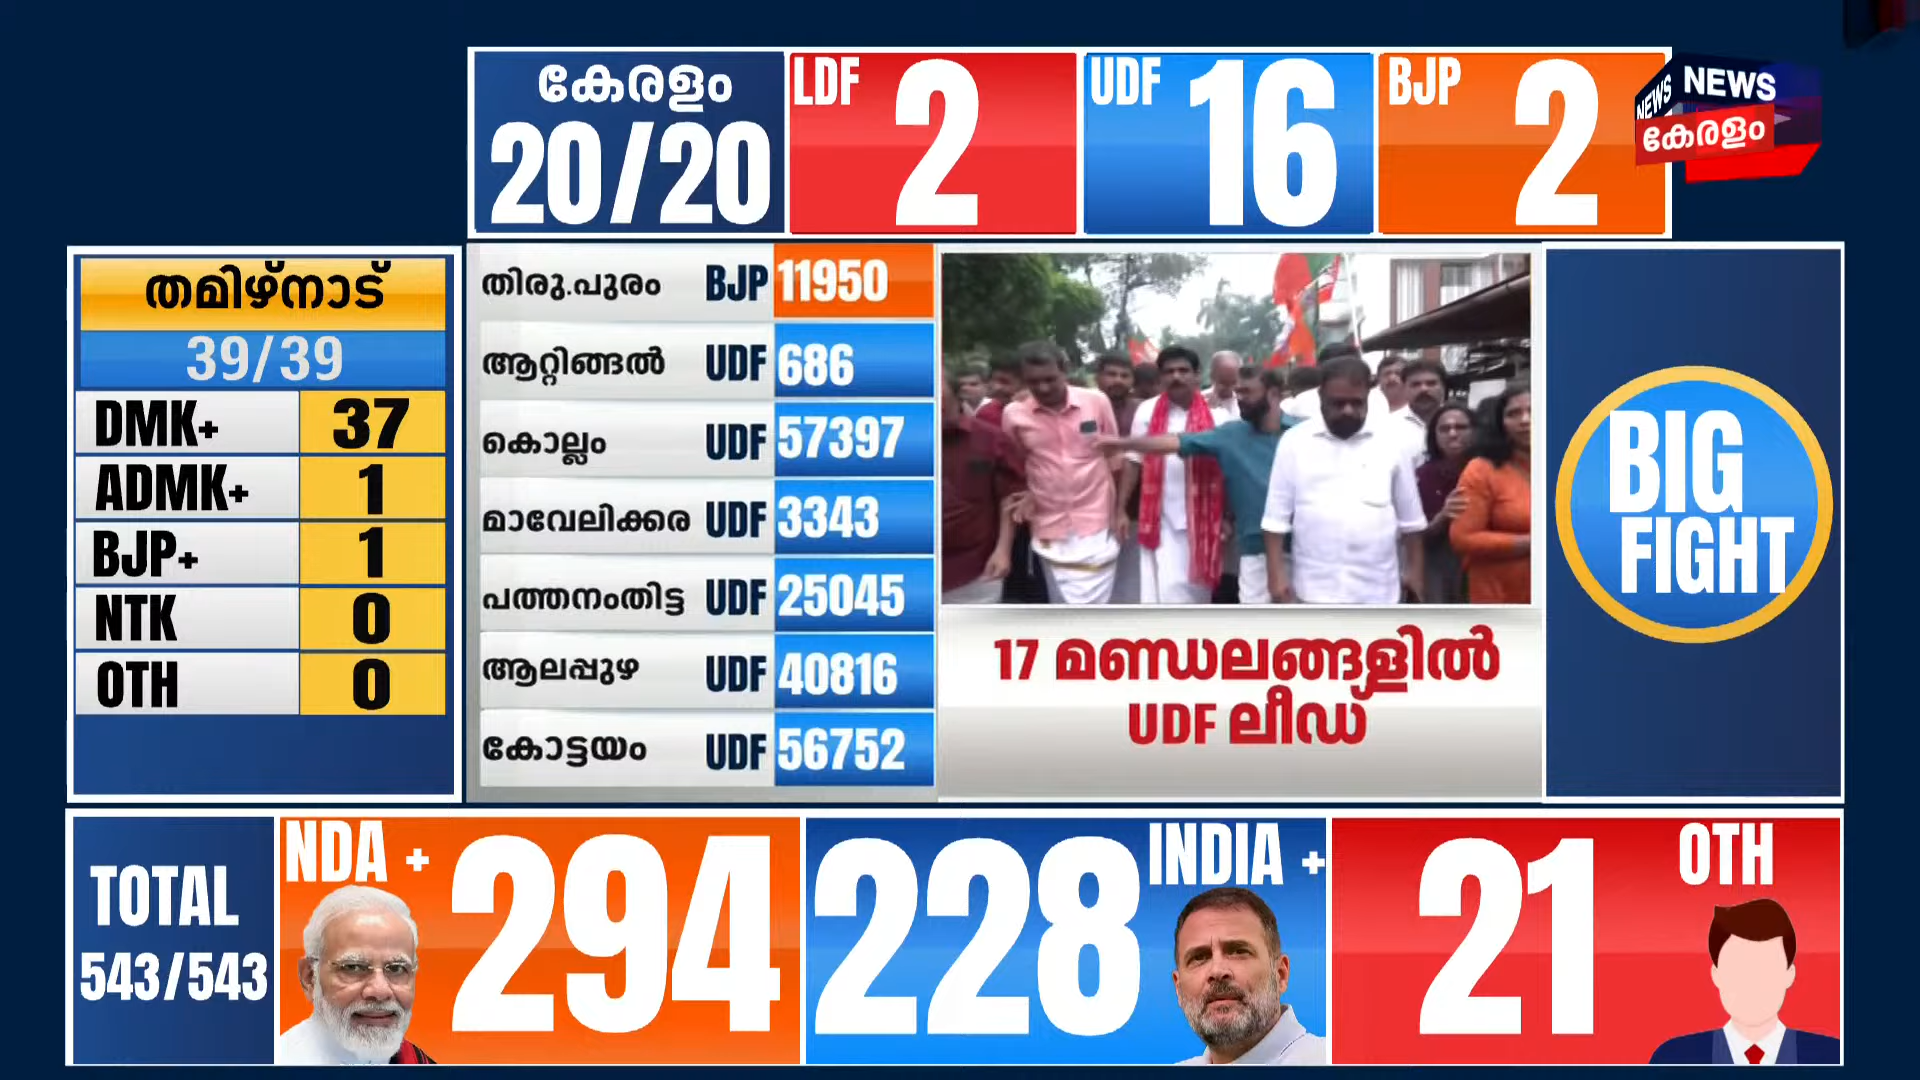 കേരളം
20/20
LDF 2
UDF 16
BJP 2
NEWS
NEWS
കേരളം
തമിഴ്നാട്
39/39
DMK+ 37
ADMK+ 1
BJP+ 1
NTK 0
OTH 0
തിരു.പുരം BJP 11950
ആറ്റിങ്ങൽ UDF 686
കൊല്ലം UDF 57397
മാവേലിക്കര UDF 3343
പത്തനംതിട്ട UDF 25045
ആലപ്പുഴ UDF 40816
കോട്ടയം UDF 56752
17 മണ്ഡലങ്ങളിൽ
UDF ലീഡ്
BIG
FIGHT
TOTAL
543/543
NDA + 294
228 INDIA +
21 OTH